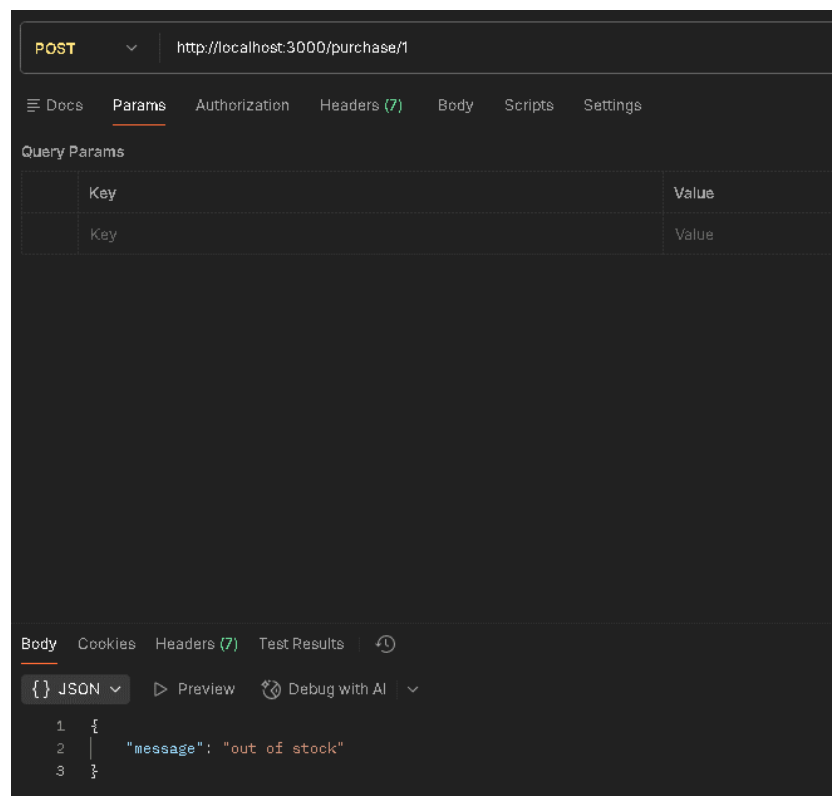 POST http://localhost:3000/purchase/1
Docs Params Authorization Headers (7) Body Scripts Settings
Query Params
Key Value
Key Value
Body Cookies Headers (7) Test Results
{} JSON Preview Debug with AI
1 {
2 "message": "out of stock"
3 }